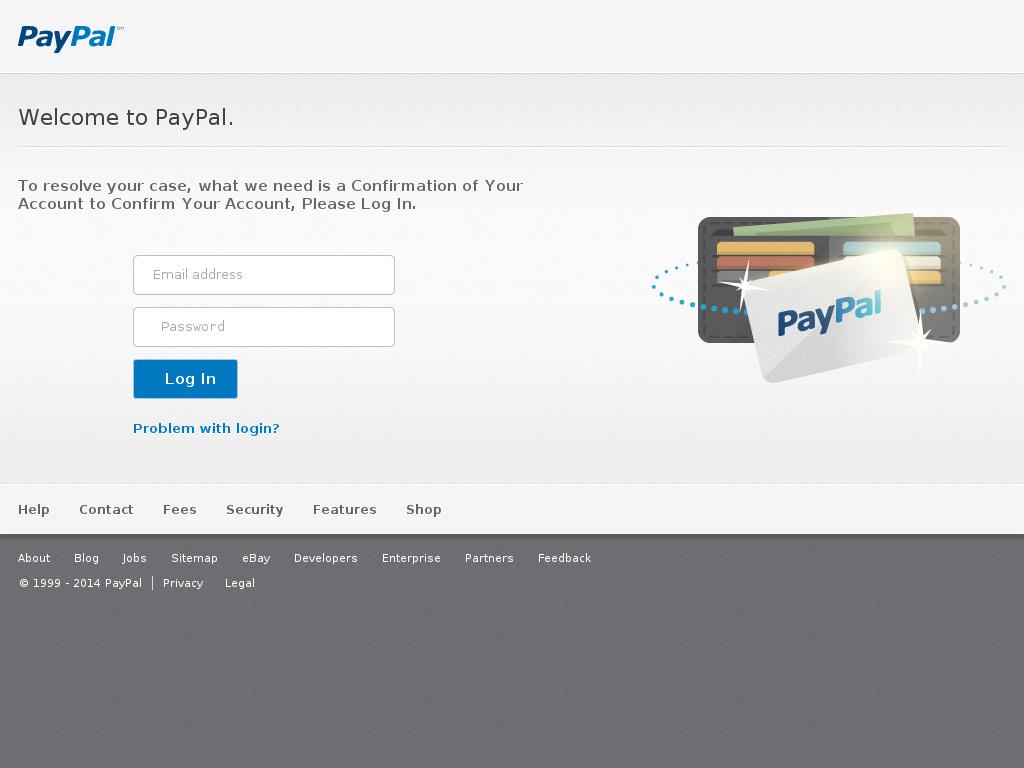 PayPal™
Welcome to PayPal.
To resolve your case, what we need is a Confirmation of Your
Account to Confirm Your Account, Please Log In.
Email address
Password
Log In
Problem with login?
PayPal
Help Contact Fees Security Features Shop
About Blog Jobs Sitemap eBay Developers Enterprise Partners Feedback
© 1999 - 2014 PayPal | Privacy Legal